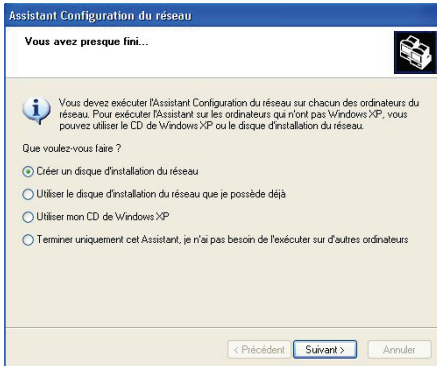 Assistant Configuration du réseau
Vous avez presque fini...
Vous devez exécuter l'Assistant Configuration du réseau sur chacun des ordinateurs du
réseau. Pour exécuter l'Assistant sur les ordinateurs qui n'ont pas Windows XP, vous
pouvez utiliser le CD de Windows XP ou le disque d'installation du réseau.
Que voulez-vous faire ?
Créer un disque d'installation du réseau
Utiliser le disque d'installation du réseau que je possède déjà
Utiliser mon CD de Windows XP
Terminer uniquement cet Assistant, je n'ai pas besoin de l'exécuter sur d'autres ordinateurs
< Précédent Suivant > Annuler